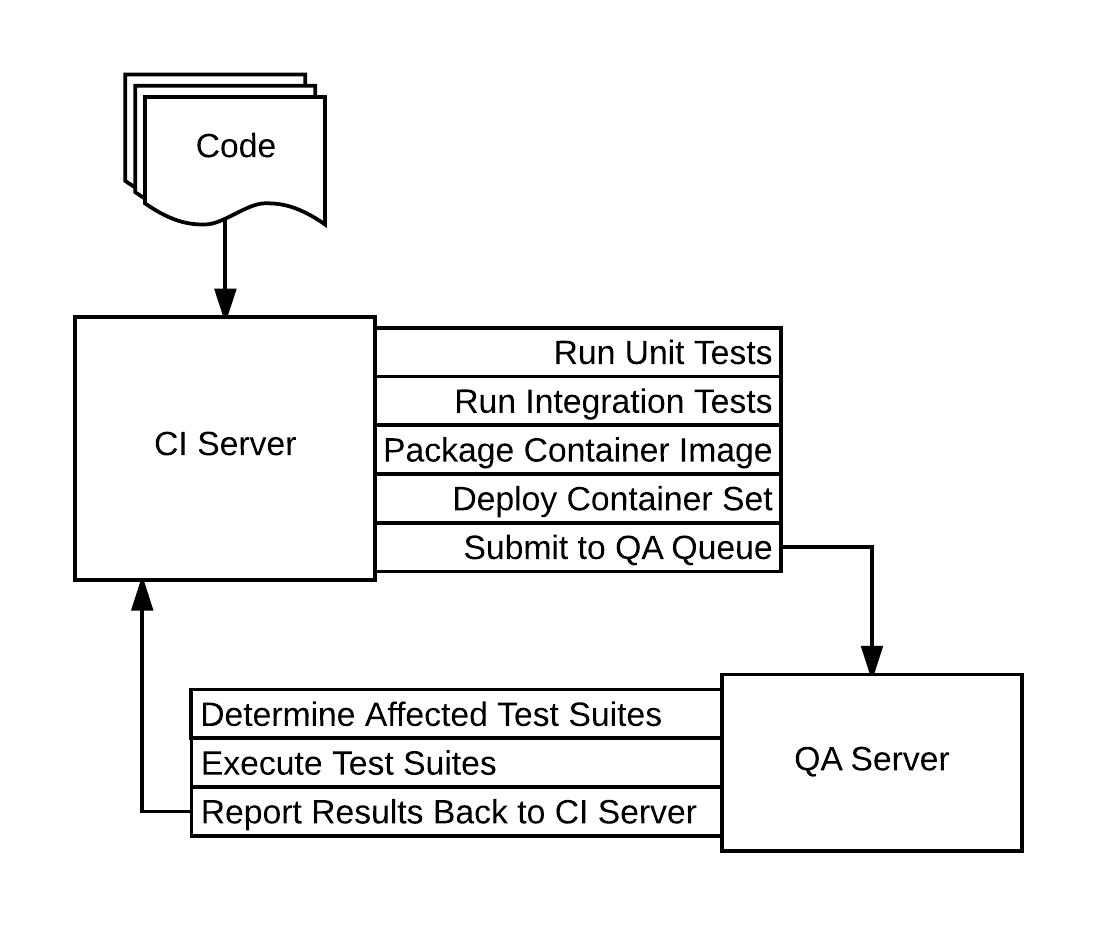 Code
CI Server
Run Unit Tests
Run Integration Tests
Package Container Image
Deploy Container Set
Submit to QA Queue
Determine Affected Test Suites
Execute Test Suites
Report Results Back to CI Server
QA Server